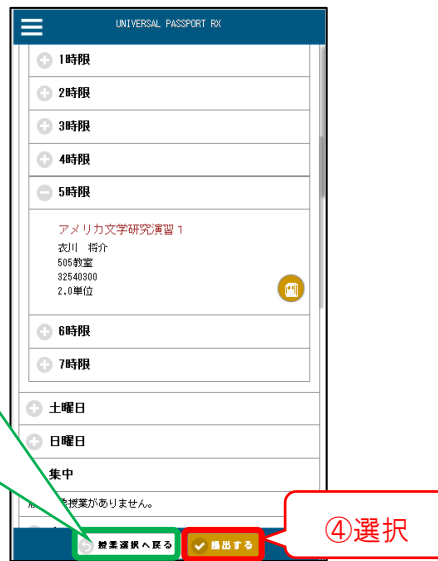 UNIVERSAL PASSPORT RX
1時限
2時限
3時限
4時限
5時限
アメリカ文学研究演習1
衣川 将介
505教室
32540300
2.0単位
6時限
7時限
土曜日
日曜日
集中
授業がありません。
授業選択へ戻る
提出する
④選択